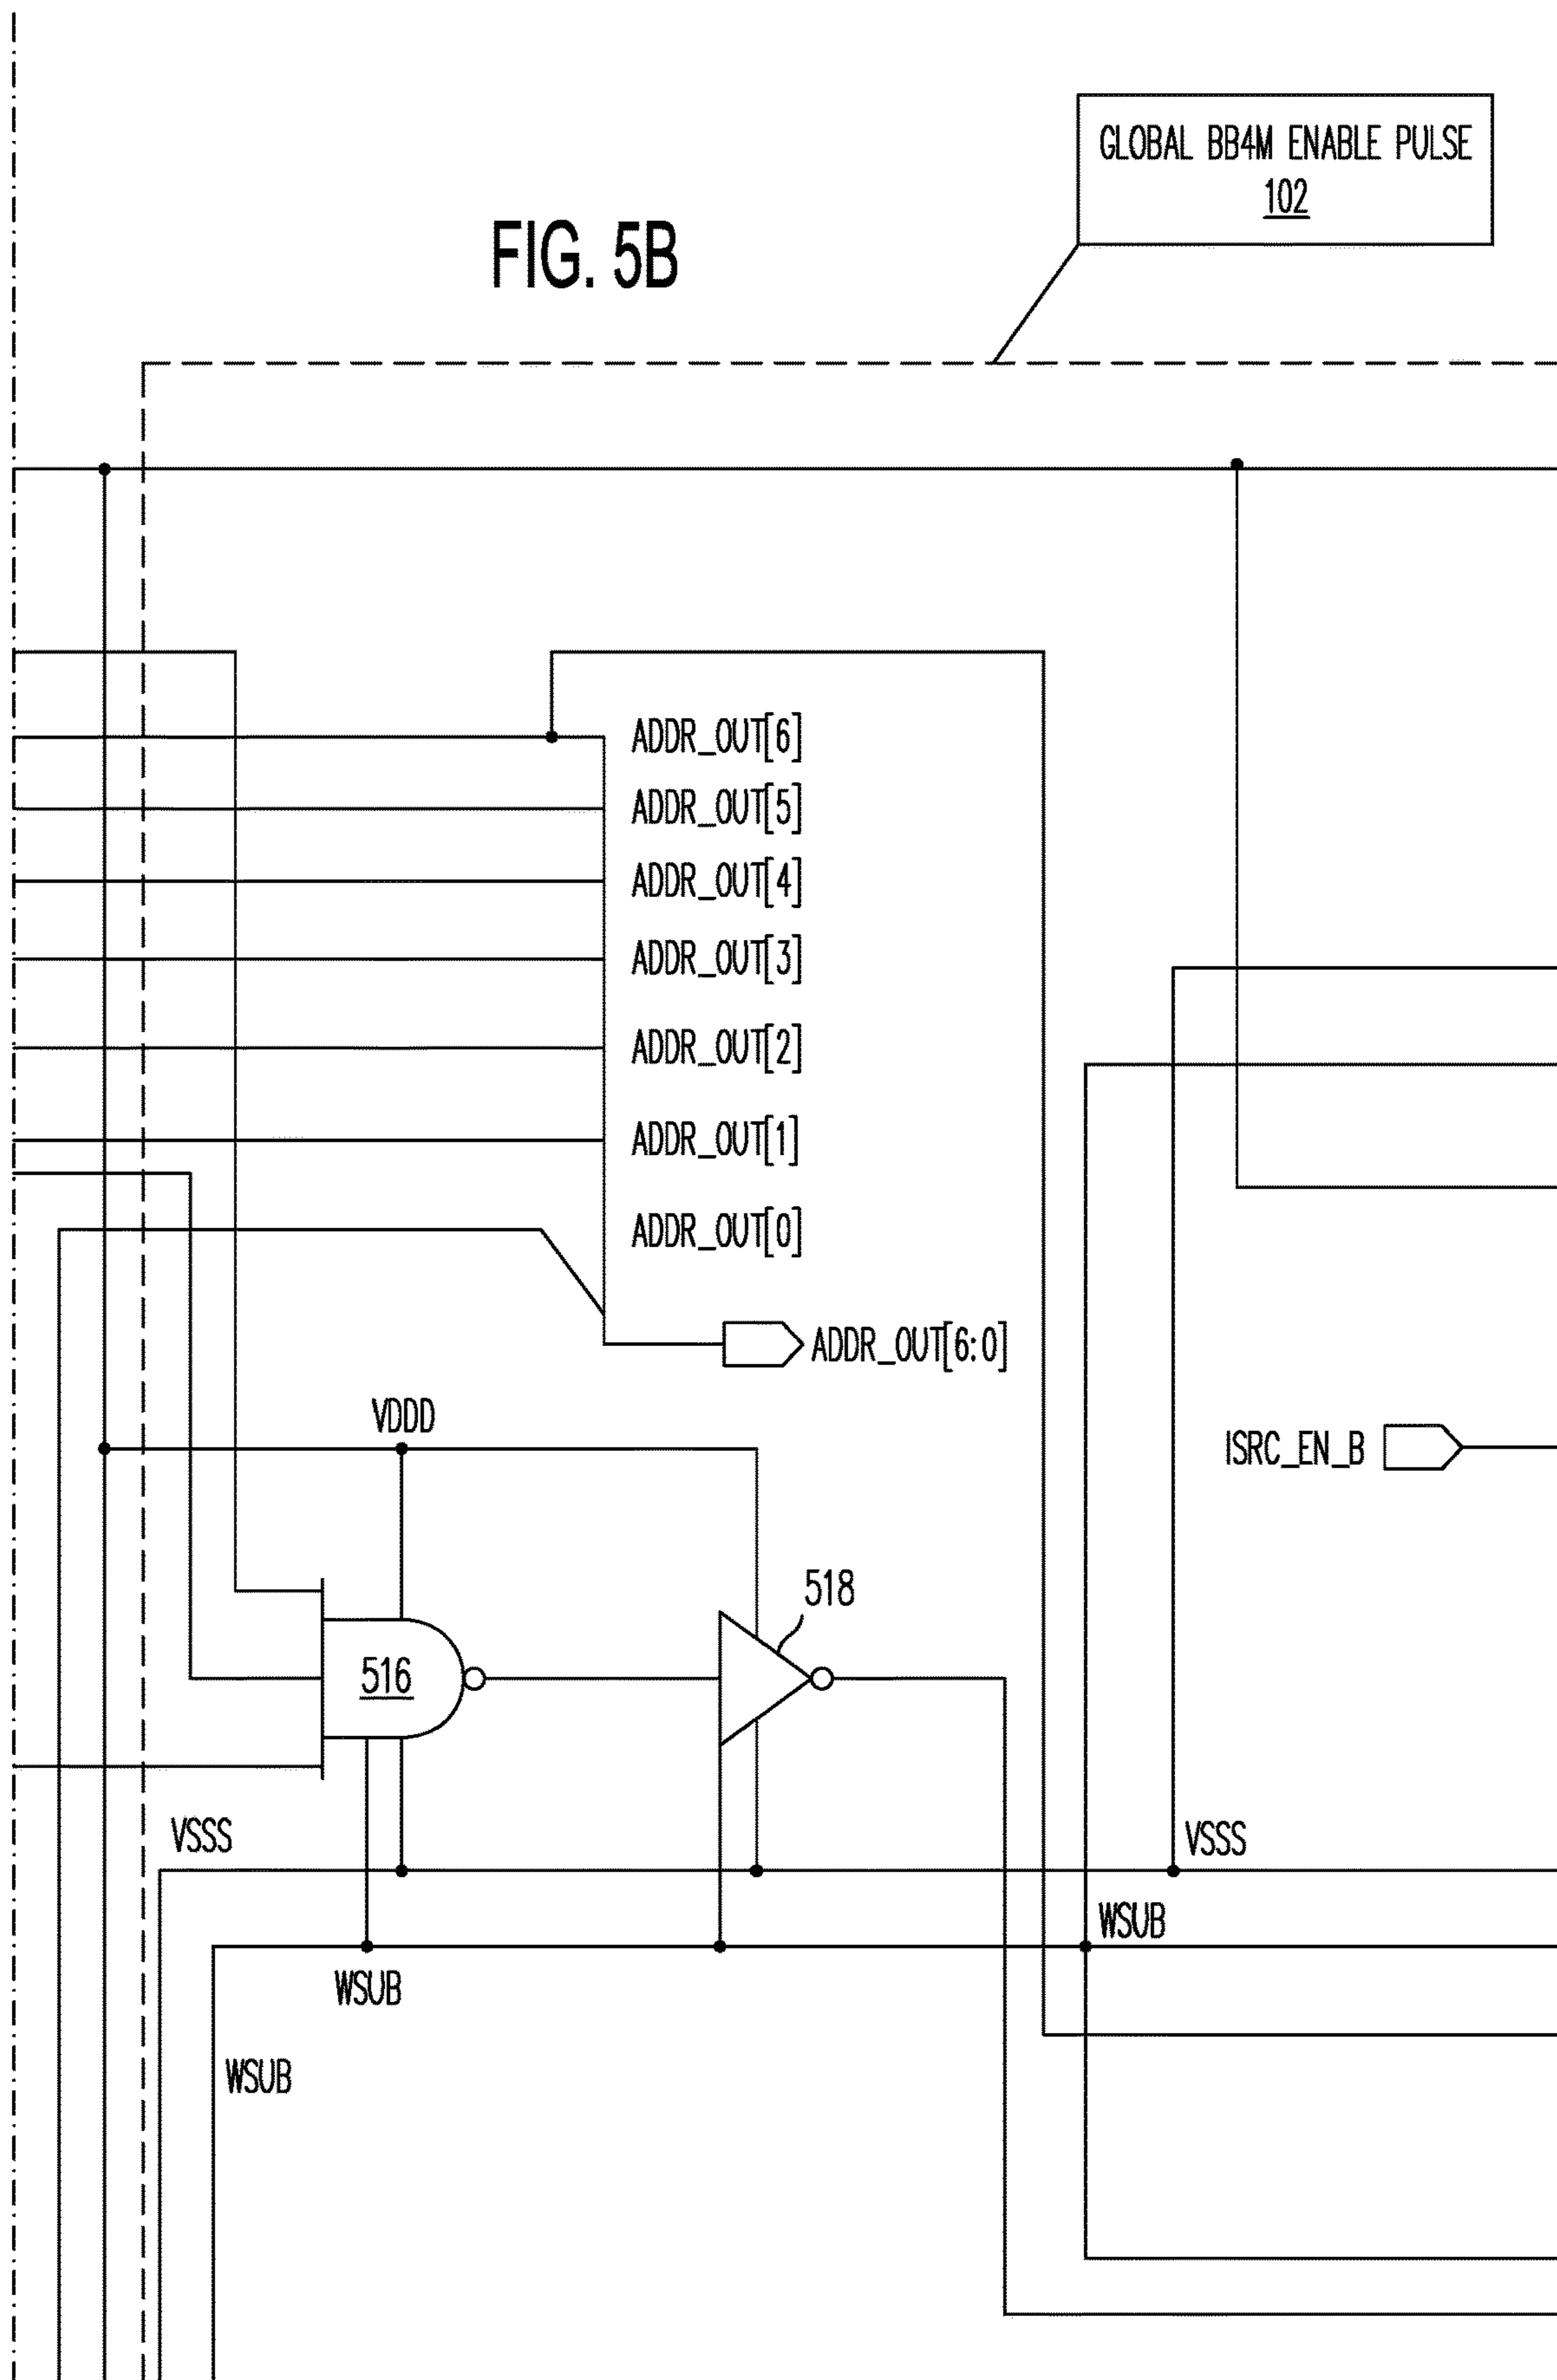 GLOBAL BB4M ENABLE PULSE
102
FIG. 5B
ADDR_OUT[6]
ADDR_OUT[5]
ADDR_OUT[4]
ADDR_OUT[3]
ADDR_OUT[2]
ADDR_OUT[1]
ADDR_OUT[0]
ADDR_OUT[6:0]
VDDD
ISRC_EN_B
518
516
VSSS
VSSS
WSUB
WSUB
WSUB